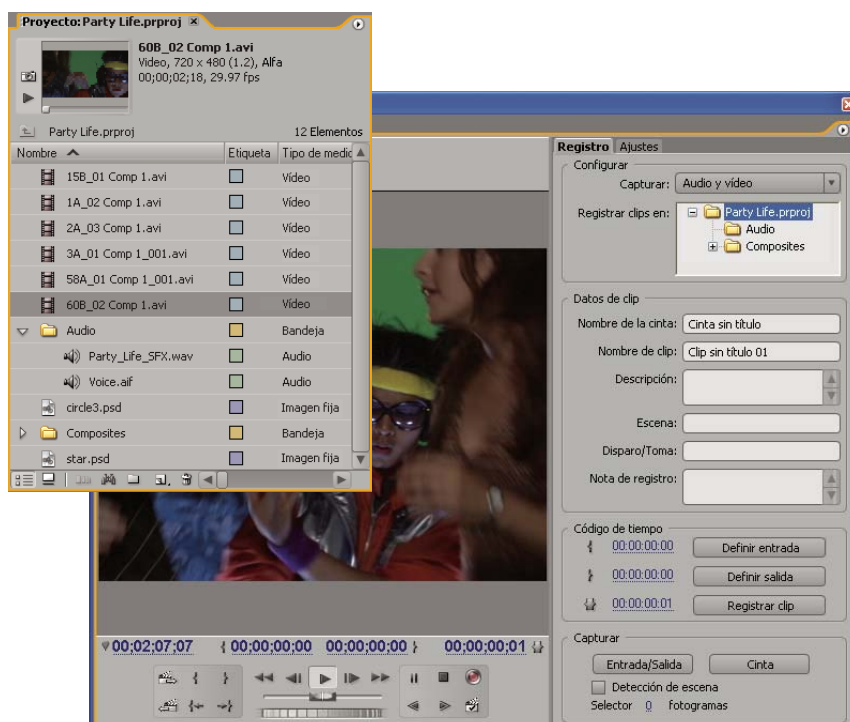 Proyecto: Party Life.prproj
60B_02 Comp 1.avi
Video, 720 x 480 (1.2), Alfa
00;00;02;18, 29.97 fps
Party Life.prproj 12 Elementos
Nombre Etiqueta Tipo de medic
15B_01 Comp 1.avi Vídeo
1A_02 Comp 1.avi Vídeo
2A_03 Comp 1.avi Vídeo
3A_01 Comp 1_001.avi Vídeo
58A_01 Comp 1_001.avi Vídeo
60B_02 Comp 1.avi Vídeo
Audio Bandeja
Party_Life_SFX.wav Audio
Voice.aif Audio
circle3.psd Imagen fija
Composites Bandeja
star.psd Imagen fija
Registro Ajustes
Configurar
Capturar: Audio y vídeo
Registrar clips en: Party Life.prproj
Audio
Composites
Datos de clip
Nombre de la cinta: Cinta sin título
Nombre de clip: Clip sin título 01
Descripción:
Escena:
Disparo/Toma:
Nota de registro:
Código de tiempo
00:00:00:00 Definir entrada
00:00:00:00 Definir salida
00:00:00:01 Registrar clip
Capturar
Entrada/Salida Cinta
Detección de escena
Selector 0 fotogramas
00;02;07;07 00;00;00;00 00;00;00;00 00;00;00;01